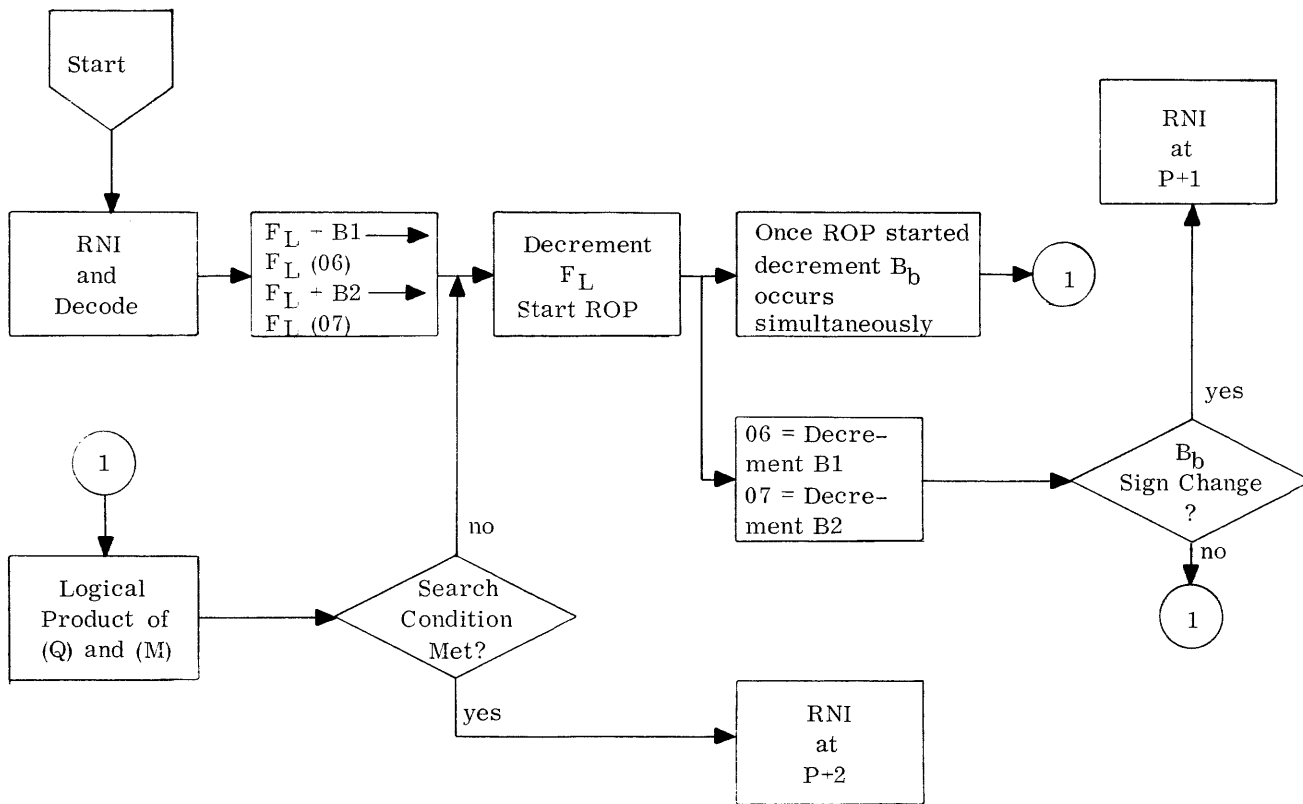 Start
RNI
and
Decode
F_L + B1 →
F_L (06)
F_L + B2 →
F_L (07)
Decrement
F_L
Start ROP
Once ROP started
decrement B_b
occurs
simultaneously
1
RNI
at
P+1
yes
06 = Decre-
ment B1
07 = Decre-
ment B2
B_b
Sign Change
?
no
1
1
Logical
Product of
(Q) and (M)
no
Search
Condition
Met?
yes
RNI
at
P+2